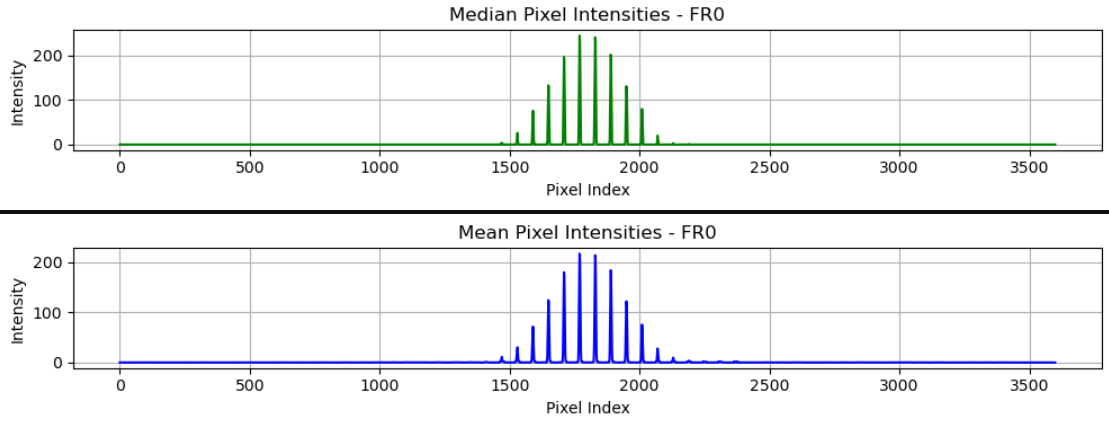 Median Pixel Intensities - FR0
Intensity
200
100
0
0 500 1000 1500 2000 2500 3000 3500
Pixel Index
Mean Pixel Intensities - FR0
Intensity
200
100
0
0 500 1000 1500 2000 2500 3000 3500
Pixel Index